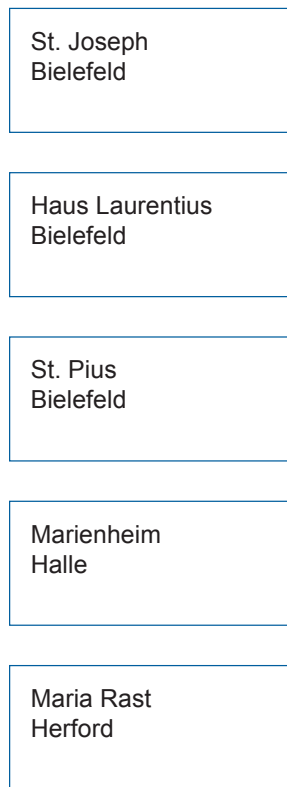 St. Joseph
Bielefeld
Haus Laurentius
Bielefeld
St. Pius
Bielefeld
Marienheim
Halle
Maria Rast
Herford